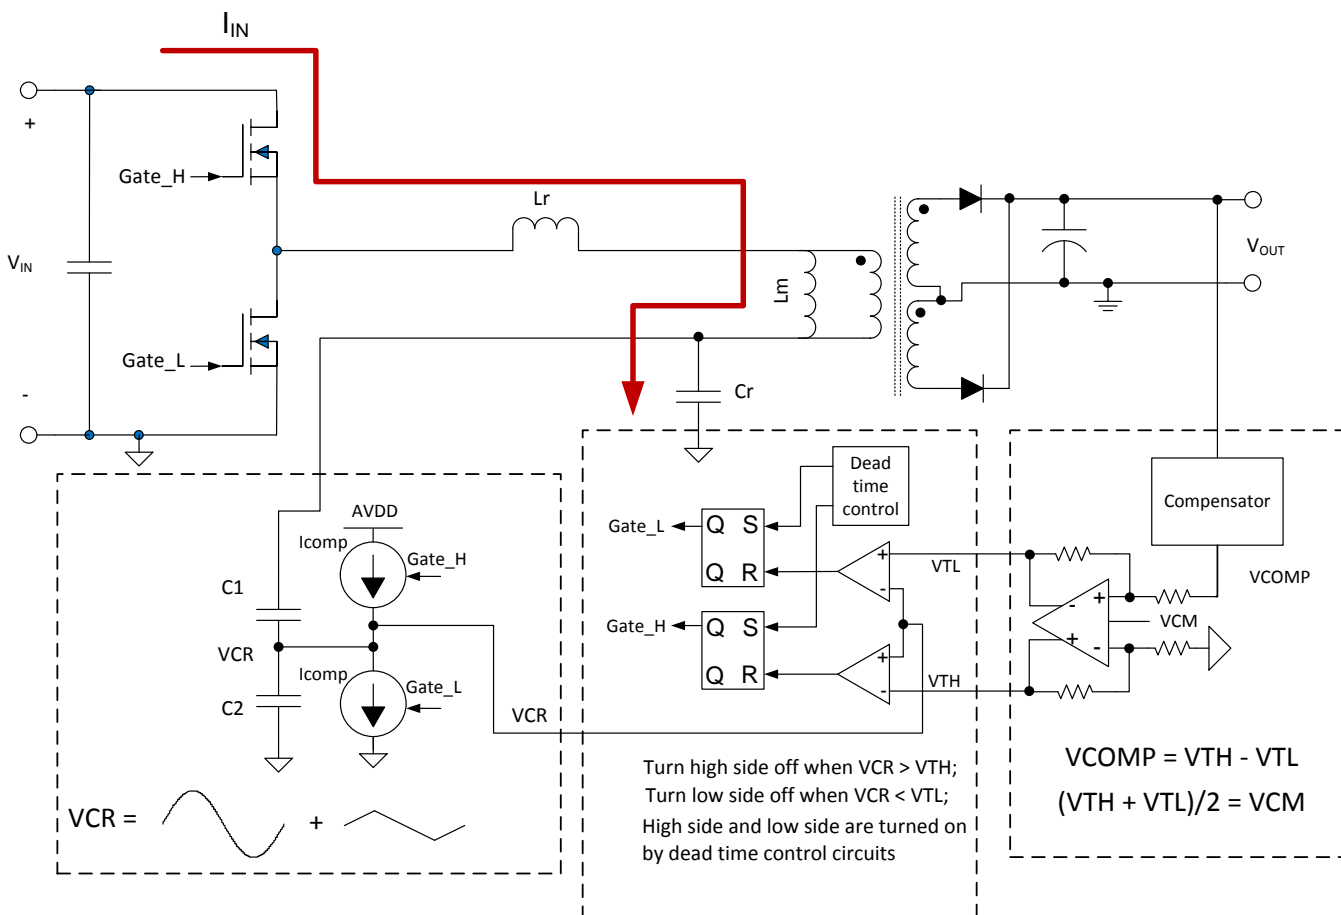 IIN
+
Gate_H
Lr
VIN
Lm
VOUT
Gate_L
-
Cr
Dead
time
control
Compensator
AVDD
Icomp
Gate_H
Gate_L
Q S
Q R
VTL
VCOMP
C1
VCR
Icomp
Gate_L
C2
Gate_H
Q S
Q R
VTH
+
-
+
-
-
+
+
-
VCM
VCR
VCR = +
Turn high side off when VCR > VTH;
Turn low side off when VCR < VTL;
High side and low side are turned on
by dead time control circuits
VCOMP = VTH - VTL
(VTH + VTL)/2 = VCM